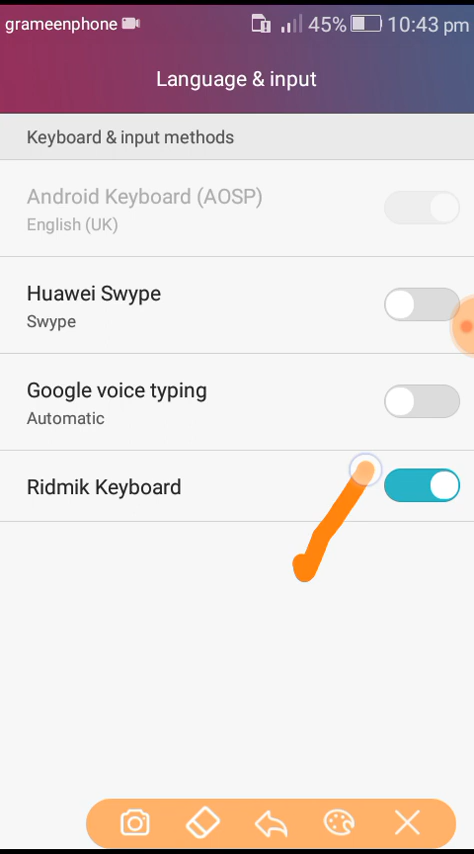 grameenphone 45% 10:43 pm
Language & input
Keyboard & input methods
Android Keyboard (AOSP)
English (UK)
Huawei Swype
Swype
Google voice typing
Automatic
Ridmik Keyboard